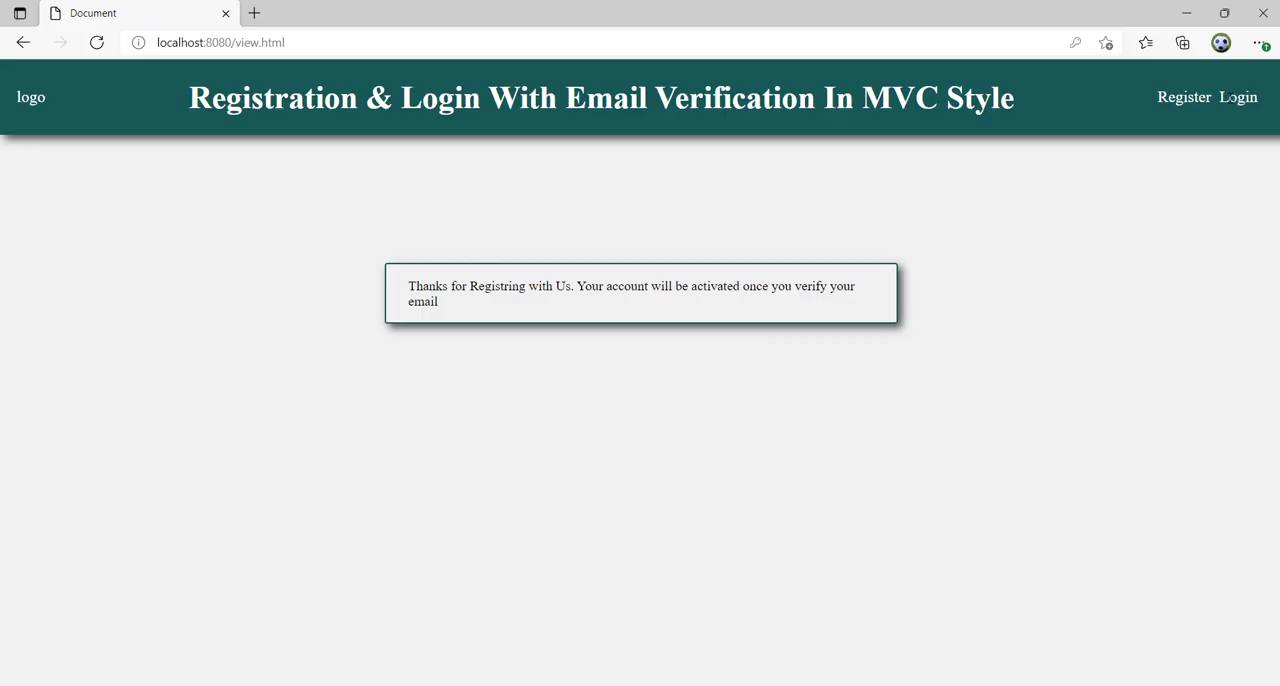 Document
localhost:8080/view.html
logo
Registration & Login With Email Verification In MVC Style
Register Login
Thanks for Registring with Us. Your account will be activated once you verify your
email